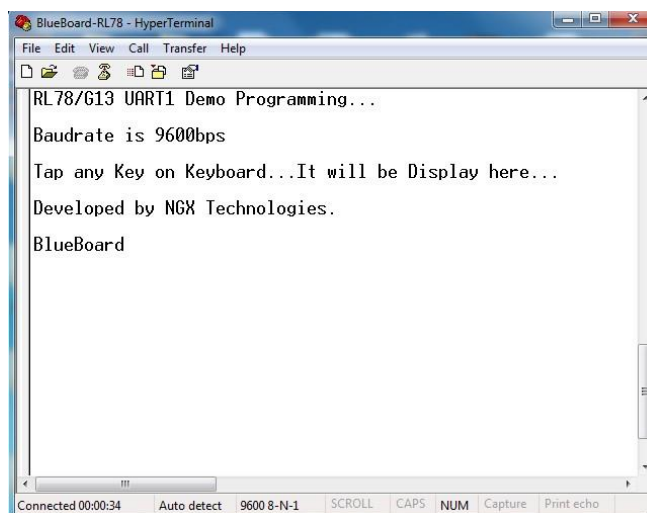 BlueBoard-RL78 - HyperTerminal
File Edit View Call Transfer Help
RL78/G13 UART1 Demo Programming...
Baudrate is 9600bps
Tap any Key on Keyboard...It will be Display here...
Developed by NGX Technologies.
BlueBoard
Connected 00:00:34 Auto detect 9600 8-N-1 SCROLL CAPS NUM Capture Print echo